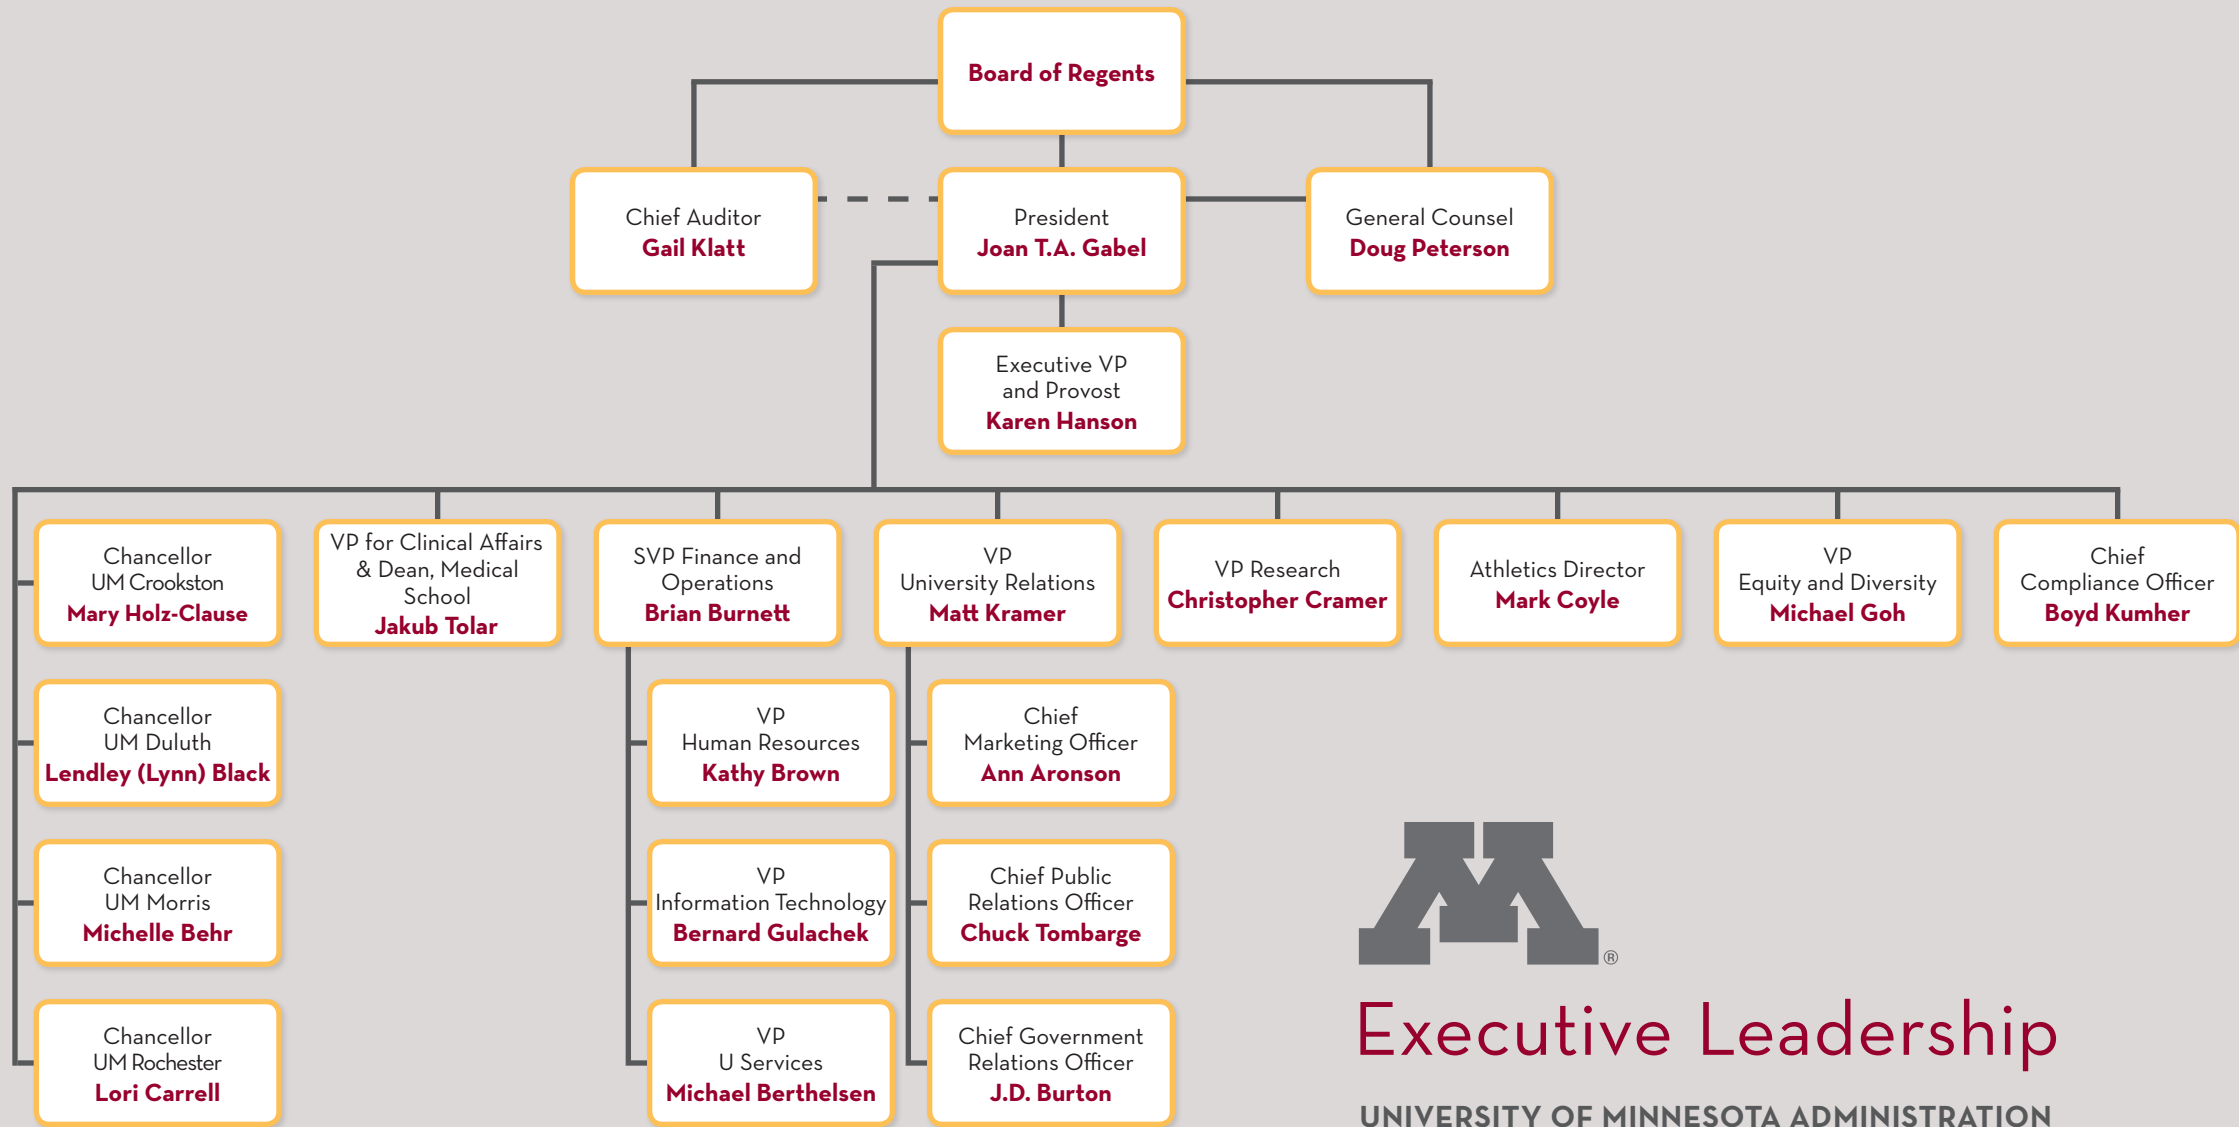 Board of Regents
Chief Auditor
Gail Klatt
President
Joan T.A. Gabel
General Counsel
Doug Peterson
Executive VP
and Provost
Karen Hanson
Chancellor
UM Crookston
Mary Holz-Clause
VP for Clinical Affairs
& Dean, Medical
School
Jakub Tolar
SVP Finance and
Operations
Brian Burnett
VP
University Relations
Matt Kramer
VP Research
Christopher Cramer
Athletics Director
Mark Coyle
VP
Equity and Diversity
Michael Goh
Chief
Compliance Officer
Boyd Kumher
Chancellor
UM Duluth
Lendley (Lynn) Black
VP
Human Resources
Kathy Brown
Chief
Marketing Officer
Ann Aronson
Chancellor
UM Morris
Michelle Behr
VP
Information Technology
Bernard Gulachek
Chief Public
Relations Officer
Chuck Tombarge
Chancellor
UM Rochester
Lori Carrell
VP
U Services
Michael Berthelsen
Chief Government
Relations Officer
J.D. Burton
M ®
Executive Leadership
UNIVERSITY OF MINNESOTA ADMINISTRATION